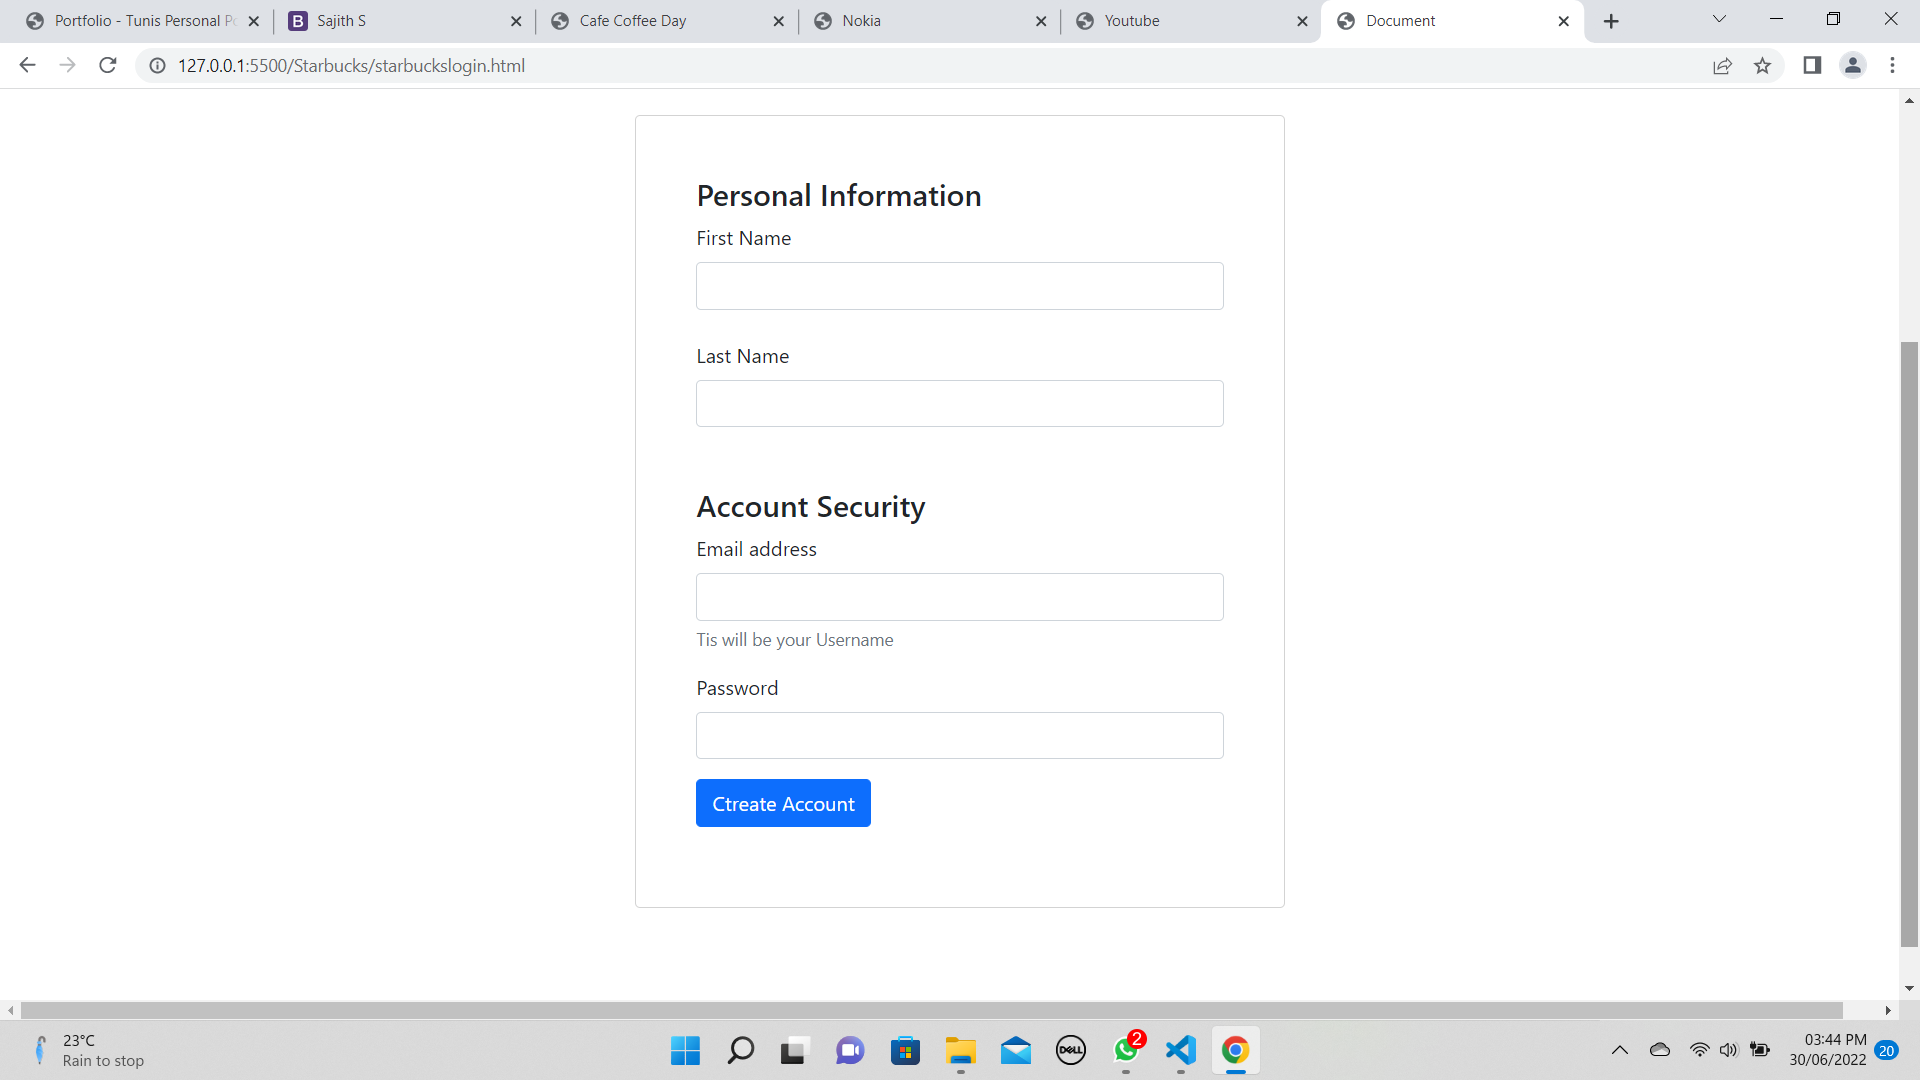 Portfolio - Tunis Personal Po
Sajith S
Cafe Coffee Day
Nokia
Youtube
Document
127.0.0.1:5500/Starbucks/starbuckslogin.html
Personal Information
First Name
Last Name
Account Security
Email address
Tis will be your Username
Password
Ctreate Account
23°C
Rain to stop
DELL
2
03:44 PM
30/06/2022
20